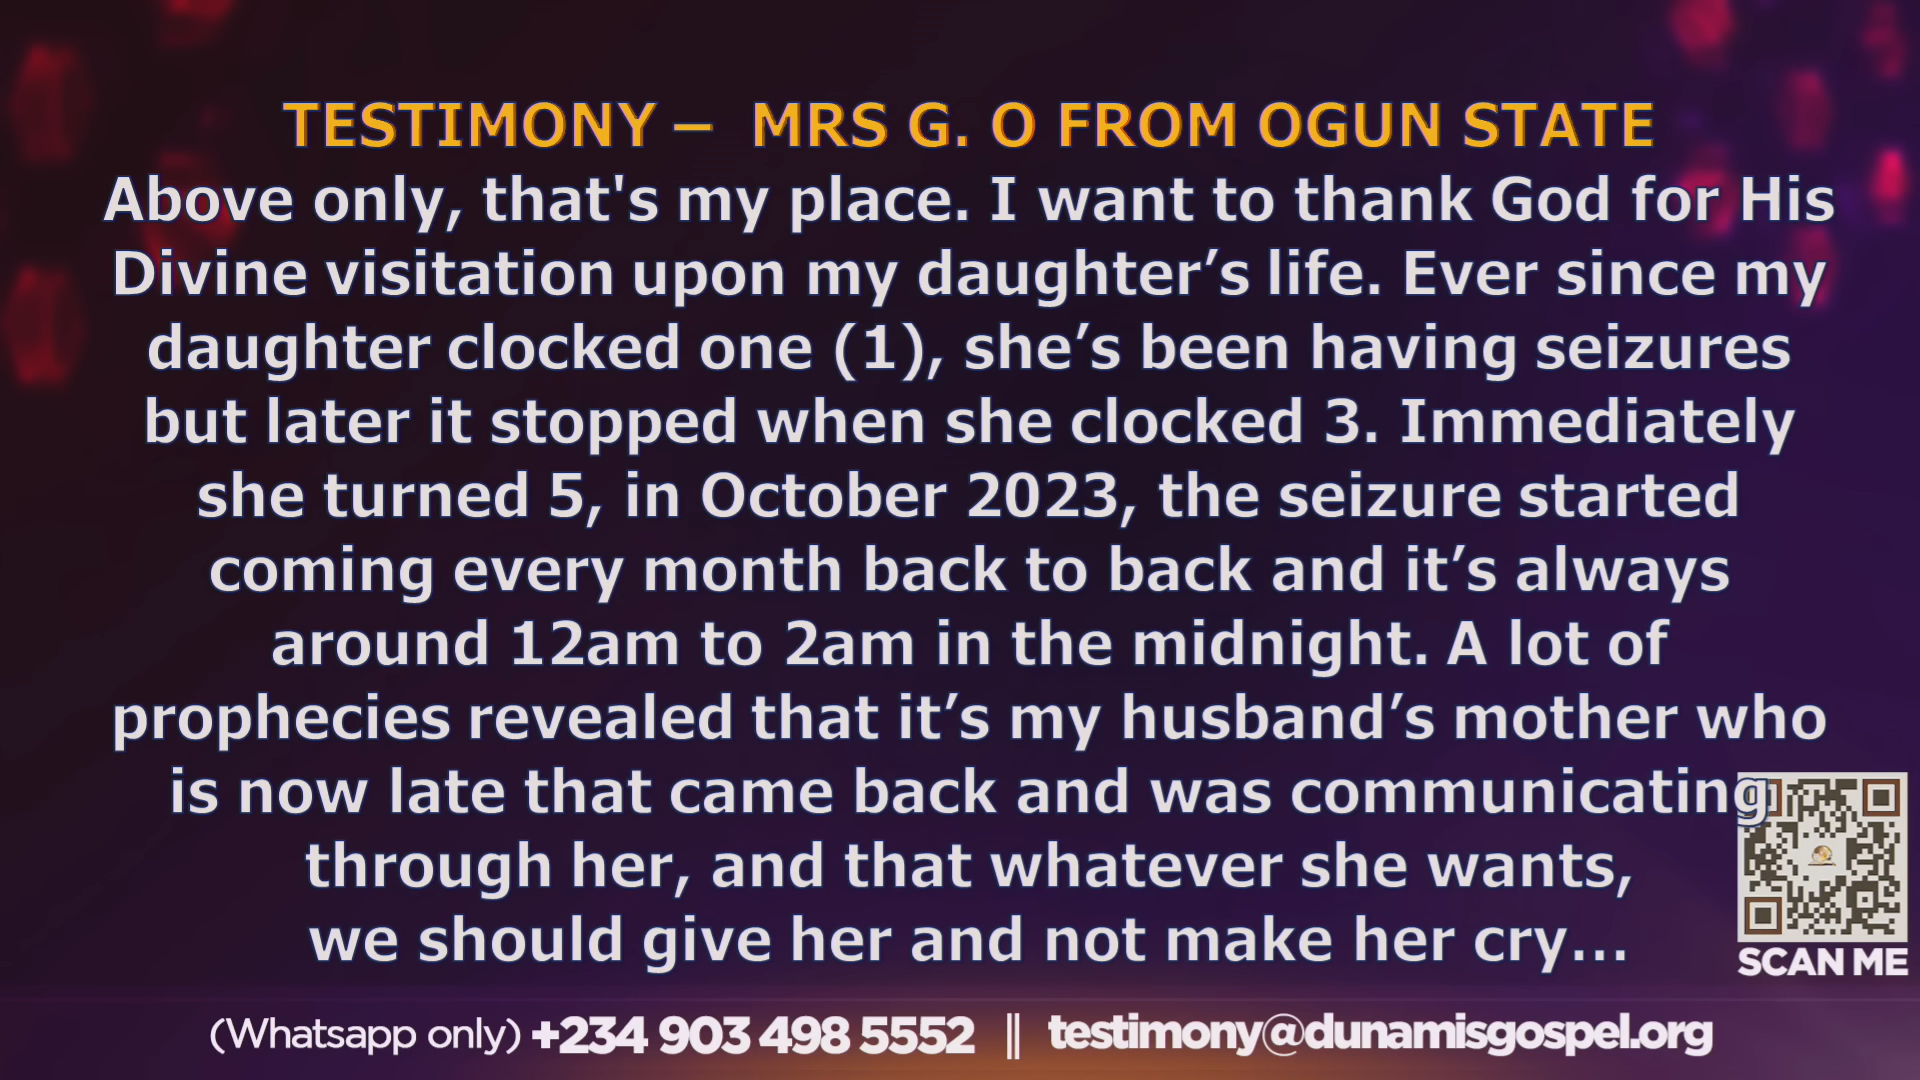 TESTIMONY – MRS G. O FROM OGUN STATE
Above only, that's my place. I want to thank God for His
Divine visitation upon my daughter’s life. Ever since my
daughter clocked one (1), she’s been having seizures
but later it stopped when she clocked 3. Immediately
she turned 5, in October 2023, the seizure started
coming every month back to back and it’s always
around 12am to 2am in the midnight. A lot of
prophecies revealed that it’s my husband’s mother who
is now late that came back and was communicating
through her, and that whatever she wants,
we should give her and not make her cry...
SCAN ME
(Whatsapp only) +234 903 498 5552 || testimony@dunamisgospel.org